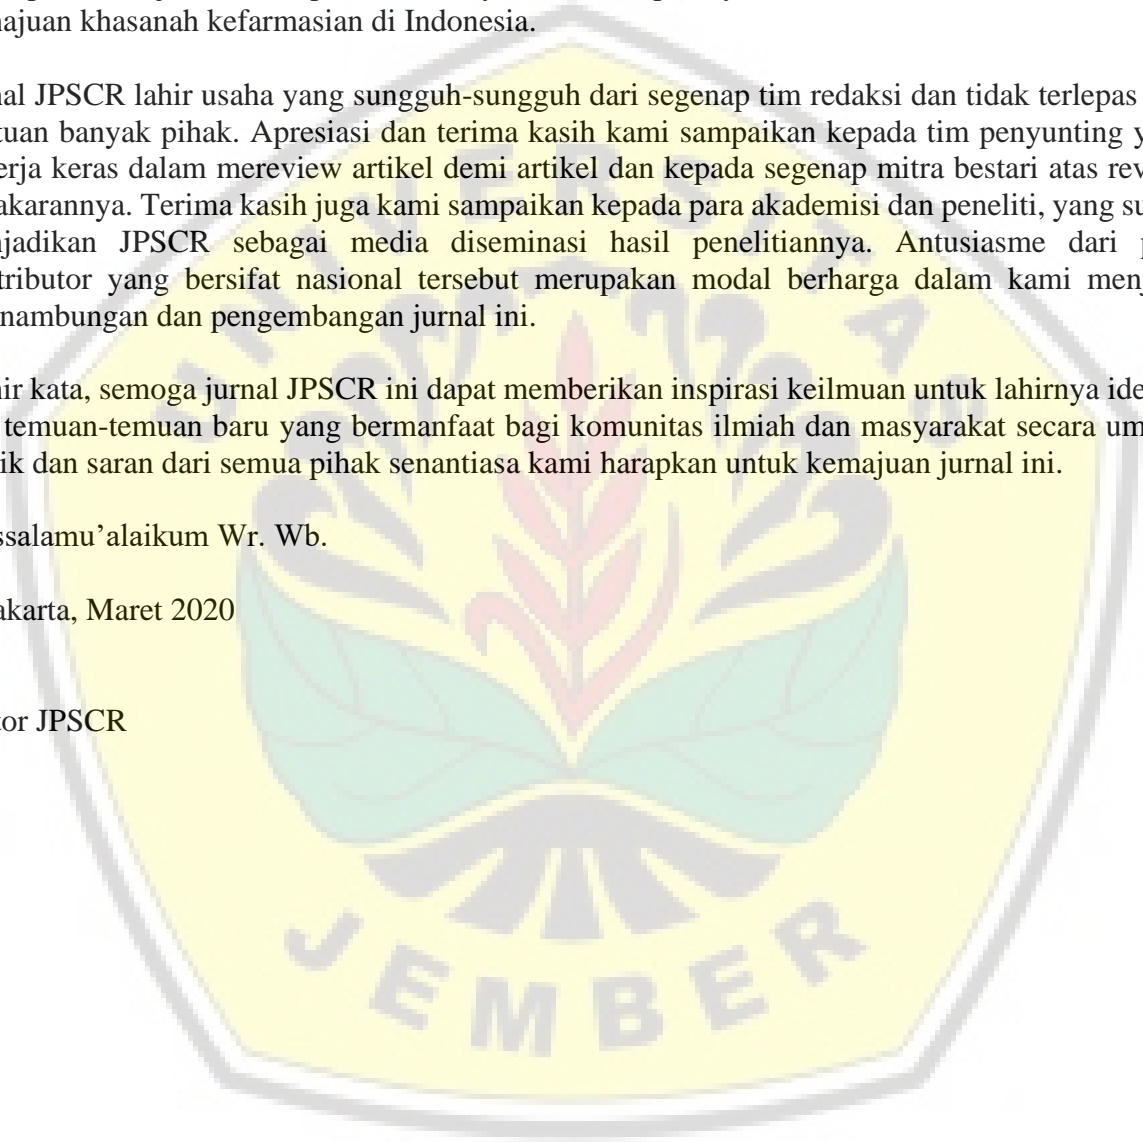 najuan khasanah kefarmasian di Indonesia.
nal JPSCR lahir usaha yang sungguh-sungguh dari segenap tim redaksi dan tidak terlepas
tuan banyak pihak. Apresiasi dan terima kasih kami sampaikan kepada tim penyunting y
erja keras dalam mereview artikel demi artikel dan kepada segenap mitra bestari atas rev
akarannya. Terima kasih juga kami sampaikan kepada para akademisi dan peneliti, yang su
njadikan JPSCR sebagai media diseminasi hasil penelitiannya. Antusiasme dari p
tributor yang bersifat nasional tersebut merupakan modal berharga dalam kami menj
inambungan dan pengembangan jurnal ini.
hir kata, semoga jurnal JPSCR ini dapat memberikan inspirasi keilmuan untuk lahirnya ide
temuan-temuan baru yang bermanfaat bagi komunitas ilmiah dan masyarakat secara um
ik dan saran dari semua pihak senantiasa kami harapkan untuk kemajuan jurnal ini.
ssalamu’alaikum Wr. Wb.
akarta, Maret 2020
tor JPSCR
UNIVERSITAS
JEMBER